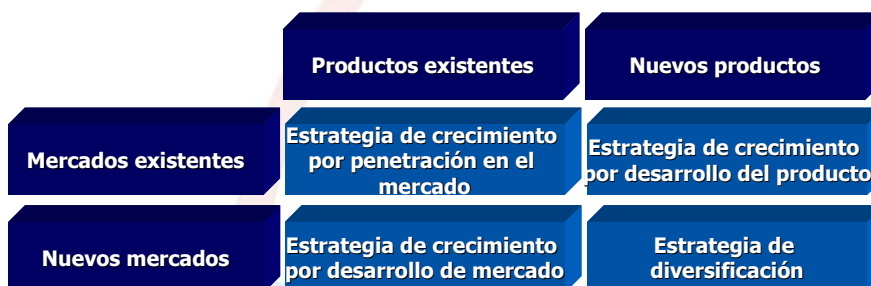 Productos existentes
Nuevos productos
Mercados existentes
Estrategia de crecimiento
por penetración en el
mercado
Estrategia de crecimiento
por desarrollo del producto
Nuevos mercados
Estrategia de crecimiento
por desarrollo de mercado
Estrategia de
diversificación